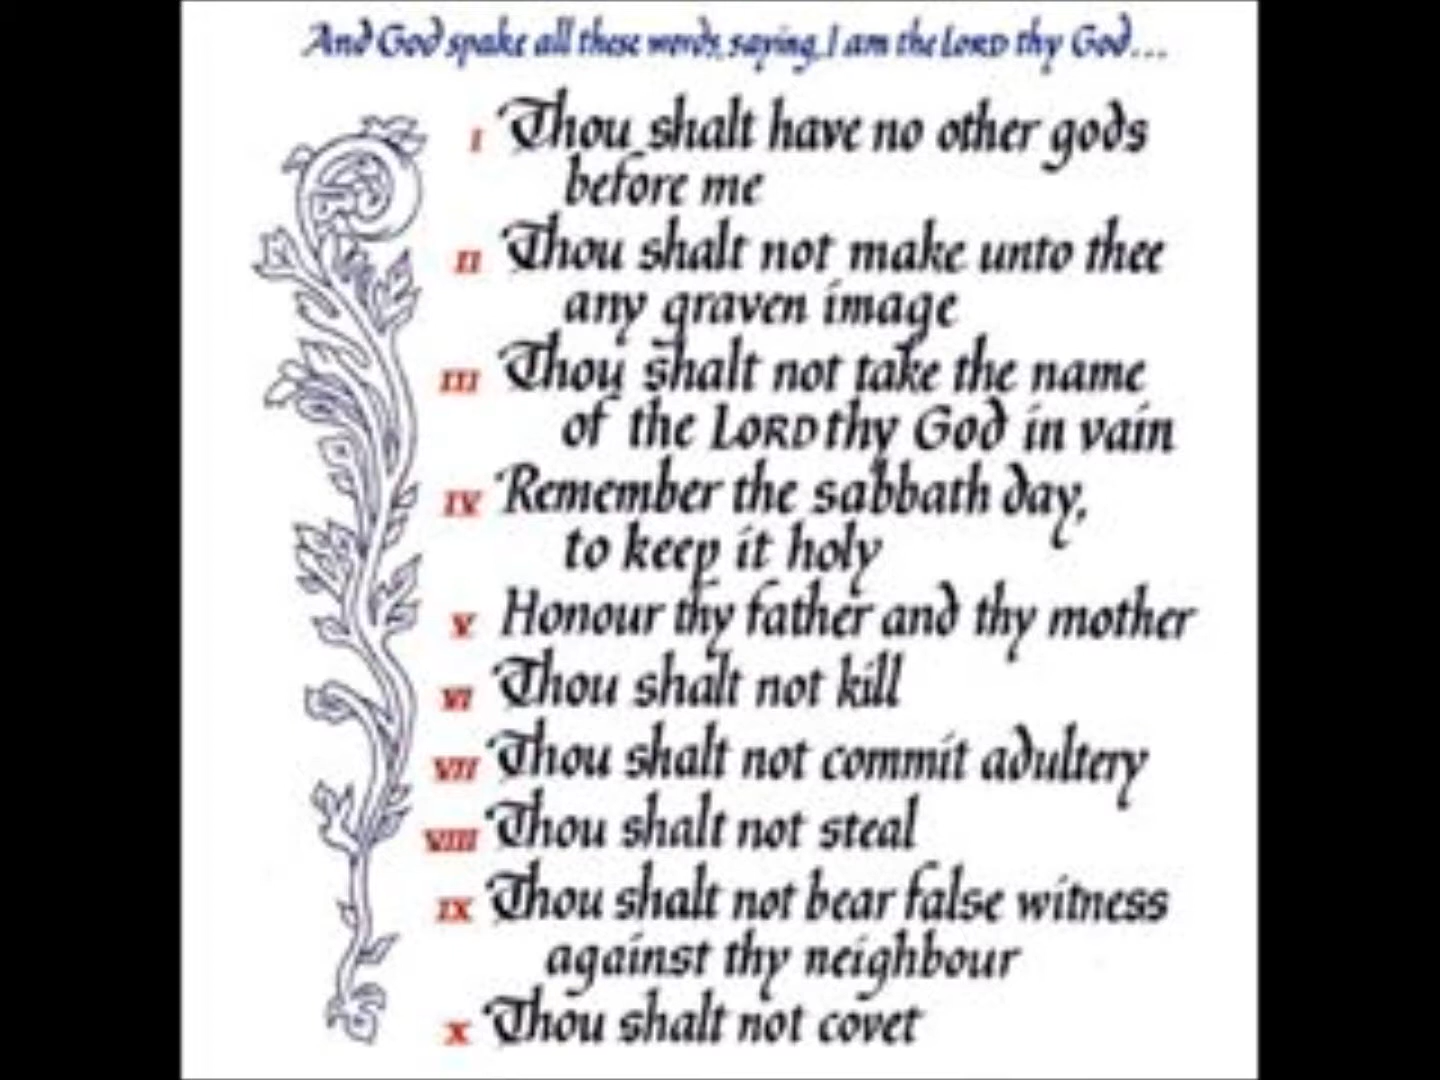 And God spake all these words, saying, I am the LORD thy God...
I Thou shalt have no other gods
before me
II Thou shalt not make unto thee
any graven image
III Thou shalt not take the name
of the LORD thy God in vain
IV Remember the sabbath day,
to keep it holy
V Honour thy father and thy mother
VI Thou shalt not kill
VII Thou shalt not commit adultery
VIII Thou shalt not steal
IX Thou shalt not bear false witness
against thy neighbour
X Thou shalt not covet